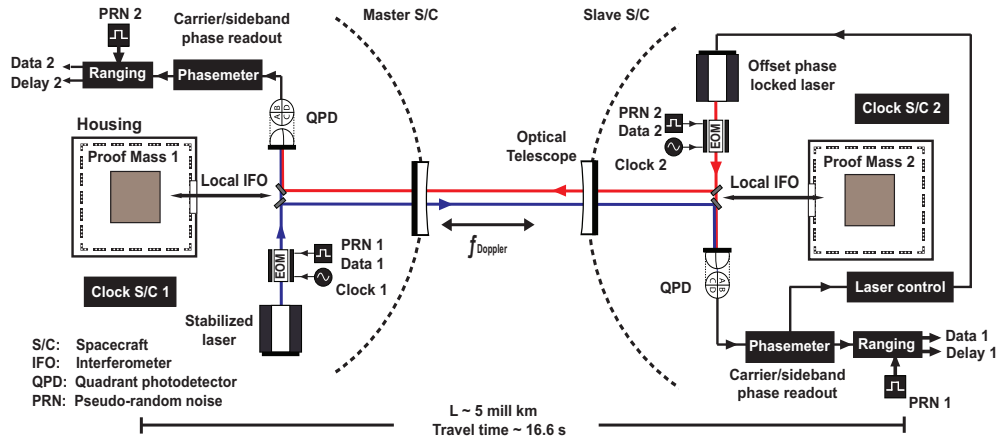 Master S/C
Slave S/C
PRN 2
Carrier/sideband
phase readout
Data 2
Delay 2
Ranging
Phasemeter
A B
C D
QPD
Housing
Proof Mass 1
Local IFO
PRN 1
Data 1
Clock 1
EOM
Clock S/C 1
Stabilized
laser
Optical
Telescope
f Doppler
Offset phase
locked laser
PRN 2
Data 2
Clock 2
EOM
Clock S/C 2
Proof Mass 2
Local IFO
QPD
A B
C D
Laser control
Phasemeter
Ranging
Data 1
Delay 1
Carrier/sideband
phase readout
PRN 1
S/C: Spacecraft
IFO: Interferometer
QPD: Quadrant photodetector
PRN: Pseudo-random noise
L ~ 5 mill km
Travel time ~ 16.6 s